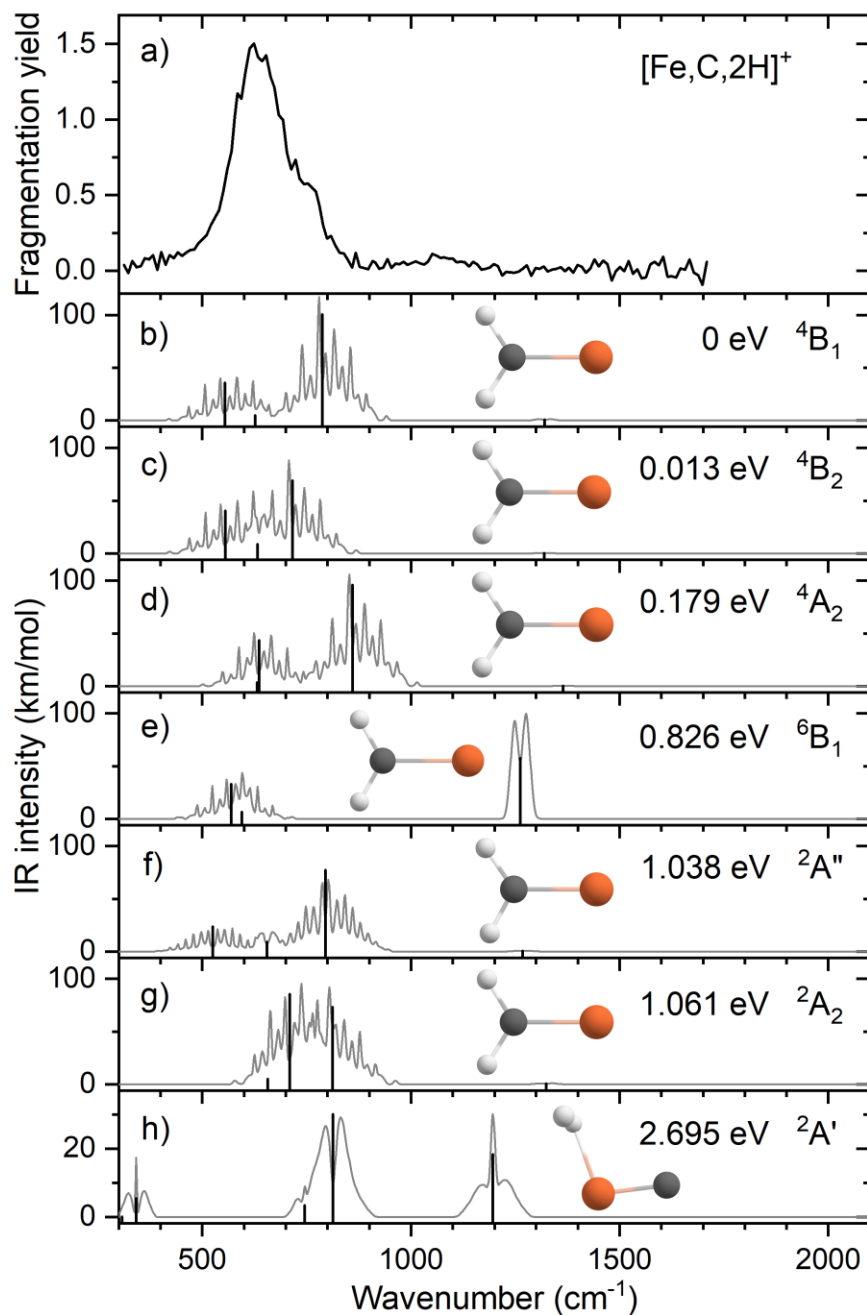 Fragmentation yield
1.5
1.0
0.5
0.0
a)
[Fe,C,2H]⁺
IR intensity (km/mol)
100
0
b)
0 eV ⁴B₁
100
0
c)
0.013 eV ⁴B₂
100
0
d)
0.179 eV ⁴A₂
100
0
e)
0.826 eV ⁶B₁
100
0
f)
1.038 eV ²A"
100
0
g)
1.061 eV ²A₂
20
0
h)
2.695 eV ²A'
500 1000 1500 2000
Wavenumber (cm⁻¹)